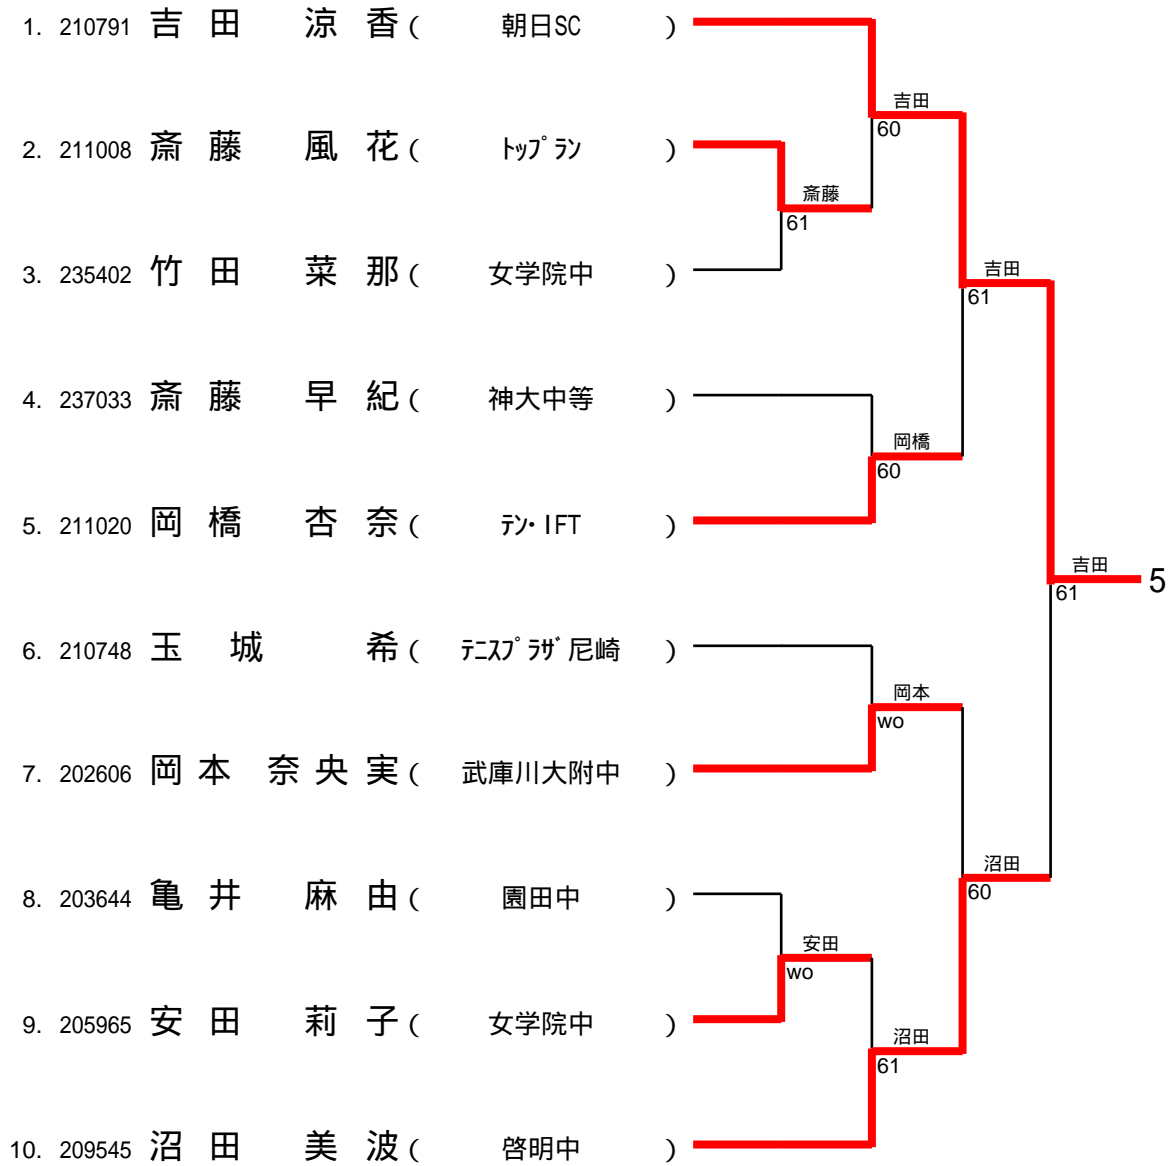 1. 210791 吉田 涼香 ( 朝日SC )
吉田
60
2. 211008 斎藤 風花 ( トップラン )
斎藤
61
3. 235402 竹田 菜那 ( 女学院中 )
吉田
61
4. 237033 斎藤 早紀 ( 神大中等 )
岡橋
60
5. 211020 岡橋 杏奈 ( テン・IFT )
吉田
61
5
6. 210748 玉城 希 ( テニスプラザ尼崎 )
岡本
wo
7. 202606 岡本 奈央実 ( 武庫川大附中 )
沼田
60
8. 203644 亀井 麻由 ( 園田中 )
安田
wo
9. 205965 安田 莉子 ( 女学院中 )
沼田
61
10. 209545 沼田 美波 ( 啓明中 )